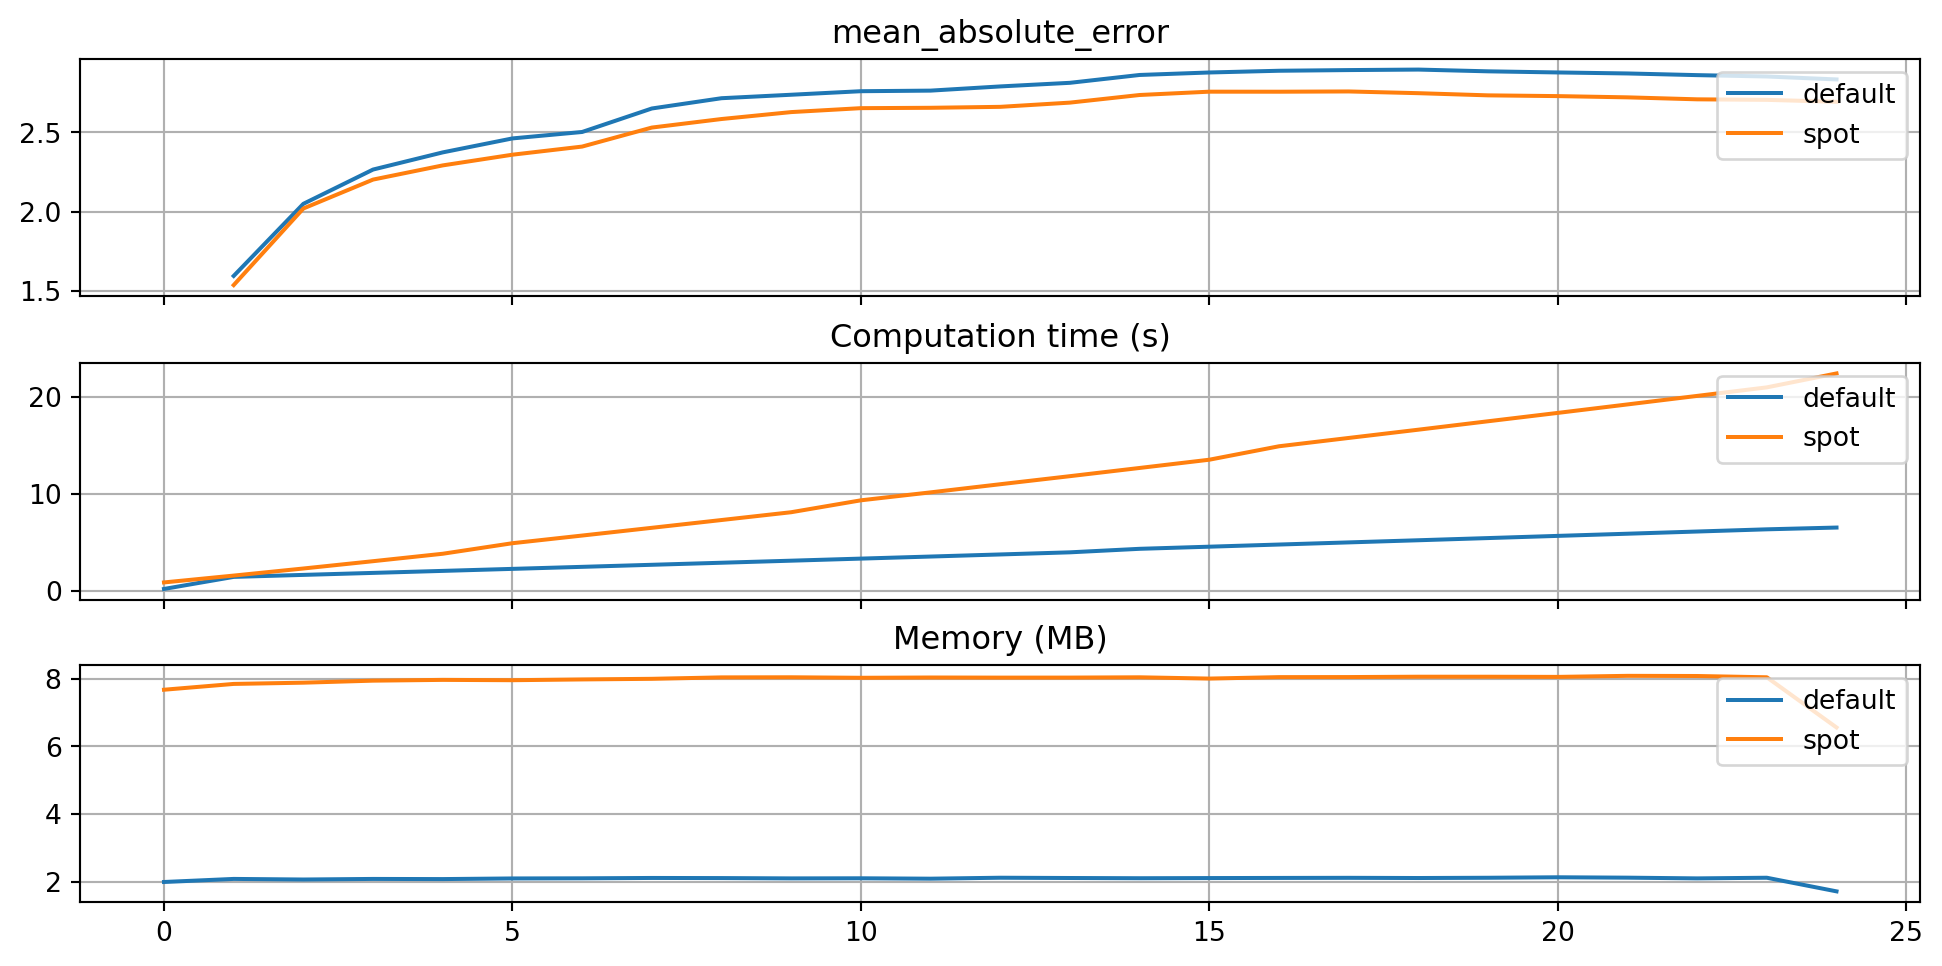 mean_absolute_error
2.5
2.0
1.5
default
spot
Computation time (s)
20
10
0
default
spot
Memory (MB)
8
6
4
2
default
spot
0 5 10 15 20 25